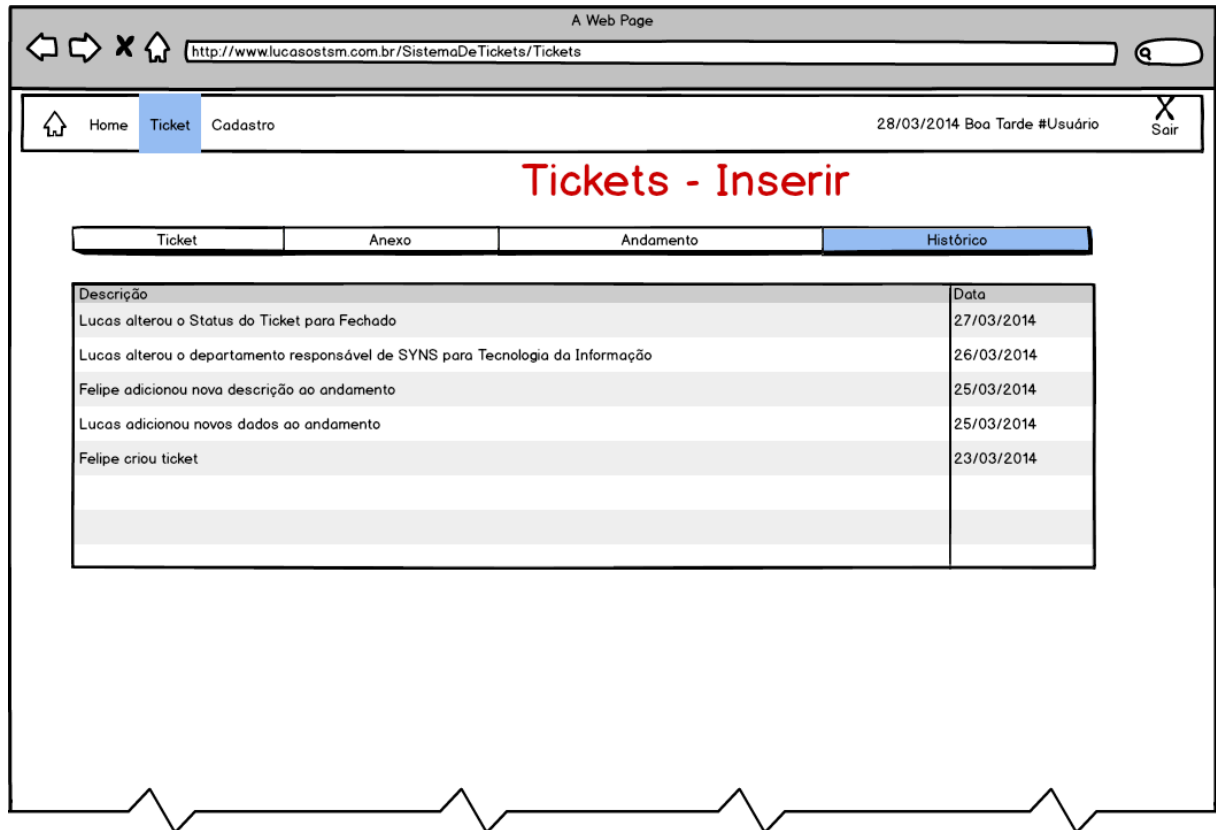 A Web Page
http://www.lucasostsm.com.br/SistemaDeTickets/Tickets
Home Ticket Cadastro 28/03/2014 Boa Tarde #Usuário Sair
Tickets - Inserir
Ticket Anexo Andamento Histórico
Descrição Data
Lucas alterou o Status do Ticket para Fechado 27/03/2014
Lucas alterou o departamento responsável de SYNS para Tecnologia da Informação 26/03/2014
Felipe adicionou nova descrição ao andamento 25/03/2014
Lucas adicionou novos dados ao andamento 25/03/2014
Felipe criou ticket 23/03/2014